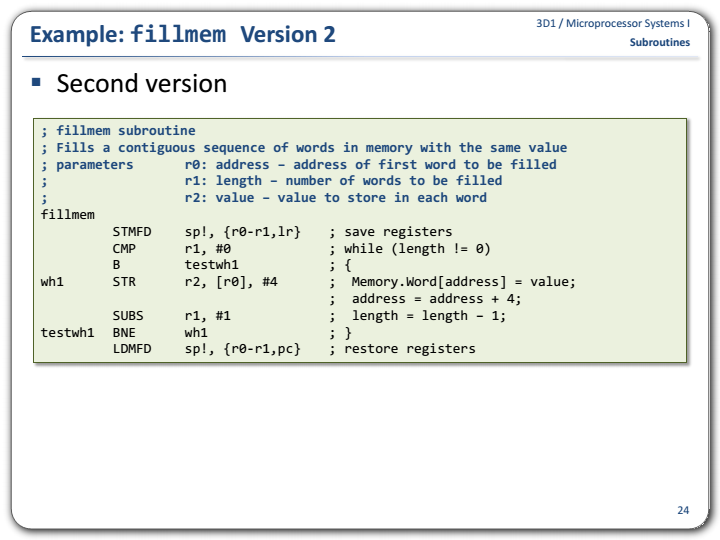 Example: fillmem Version 2
3D1 / Microprocessor Systems I
Subroutines
▪ Second version
; fillmem subroutine
; Fills a contiguous sequence of words in memory with the same value
; parameters r0: address – address of first word to be filled
; r1: length – number of words to be filled
; r2: value – value to store in each word
fillmem
STMFD sp!, {r0-r1,lr} ; save registers
CMP r1, #0 ; while (length != 0)
B testwh1 ; {
wh1 STR r2, [r0], #4 ; Memory.Word[address] = value;
; address = address + 4;
SUBS r1, #1 ; length = length – 1;
testwh1 BNE wh1 ; }
LDMFD sp!, {r0-r1,pc} ; restore registers
24